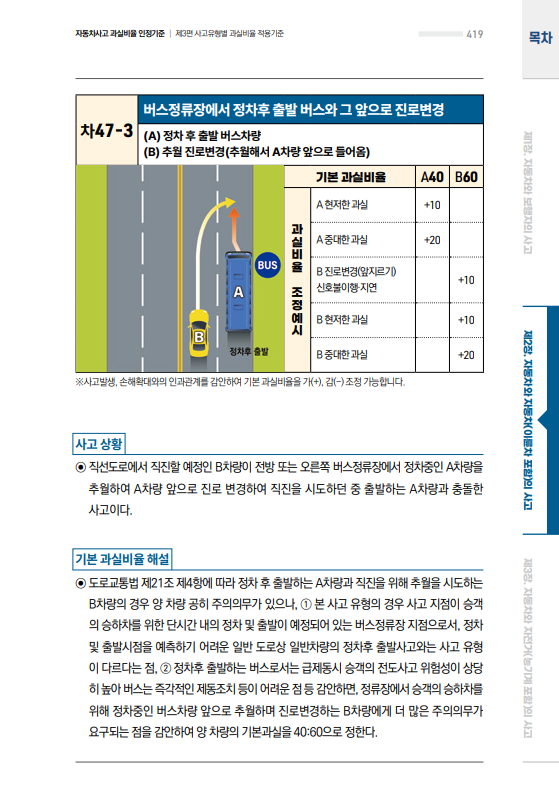 자동차사고 과실비율 인정기준 | 제3편 사고유형별 과실비율 적용기준
419
목차
차47-3
버스정류장에서 정차후 출발 버스와 그 앞으로 진로변경
(A) 정차 후 출발 버스차량
(B) 추월 진로변경(추월해서 A차량 앞으로 들어옴)
기본 과실비율 A40 B60
과실비율 조정예시
A 현저한 과실 +10
A 중대한 과실 +20
B 진로변경(앞지르기)
신호불이행·지연 +10
B 현저한 과실 +10
B 중대한 과실 +20
BUS
A
B
정차후 출발
※사고발생, 손해확대와의 인과관계를 감안하여 기본 과실비율을 가(+), 감(-) 조정 가능합니다.
사고 상황
◉ 직선도로에서 직진할 예정인 B차량이 전방 또는 오른쪽 버스정류장에서 정차중인 A차량을
추월하여 A차량 앞으로 진로 변경하여 직진을 시도하던 중 출발하는 A차량과 충돌한
사고이다.
기본 과실비율 해설
◉ 도로교통법 제21조 제4항에 따라 정차 후 출발하는 A차량과 직진을 위해 추월을 시도하는
B차량의 경우 양 차량 공히 주의의무가 있으나, ① 본 사고 유형의 경우 사고 지점이 승객
의 승하차를 위한 단시간 내의 정차 및 출발이 예정되어 있는 버스정류장 지점으로서, 정차
및 출발시점을 예측하기 어려운 일반 도로상 일반차량의 정차후 출발사고와는 사고 유형
이 다르다는 점, ② 정차후 출발하는 버스로서는 급제동시 승객의 전도사고 위험성이 상당
히 높아 버스는 즉각적인 제동조치 등이 어려운 점 등 감안하면, 정류장에서 승객의 승하차를
위해 정차중인 버스차량 앞으로 추월하며 진로변경하는 B차량에게 더 많은 주의의무가
요구되는 점을 감안하여 양 차량의 기본과실을 40:60으로 정한다.
제1장. 자동차와 보행자의 사고
제2장. 자동차와 자동차(이륜차 포함)의 사고
제3장. 자동차와 자전거(농기계 포함)의 사고